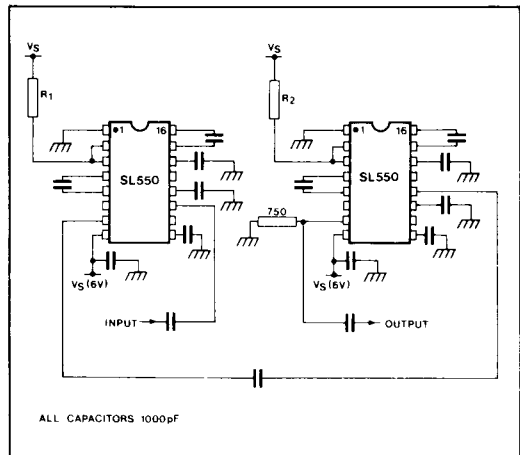 VS
VS
R1
R2
1
16
1
16
SL550
SL550
750
VS (6V)
VS (6V)
INPUT
OUTPUT
ALL CAPACITORS 1000pF